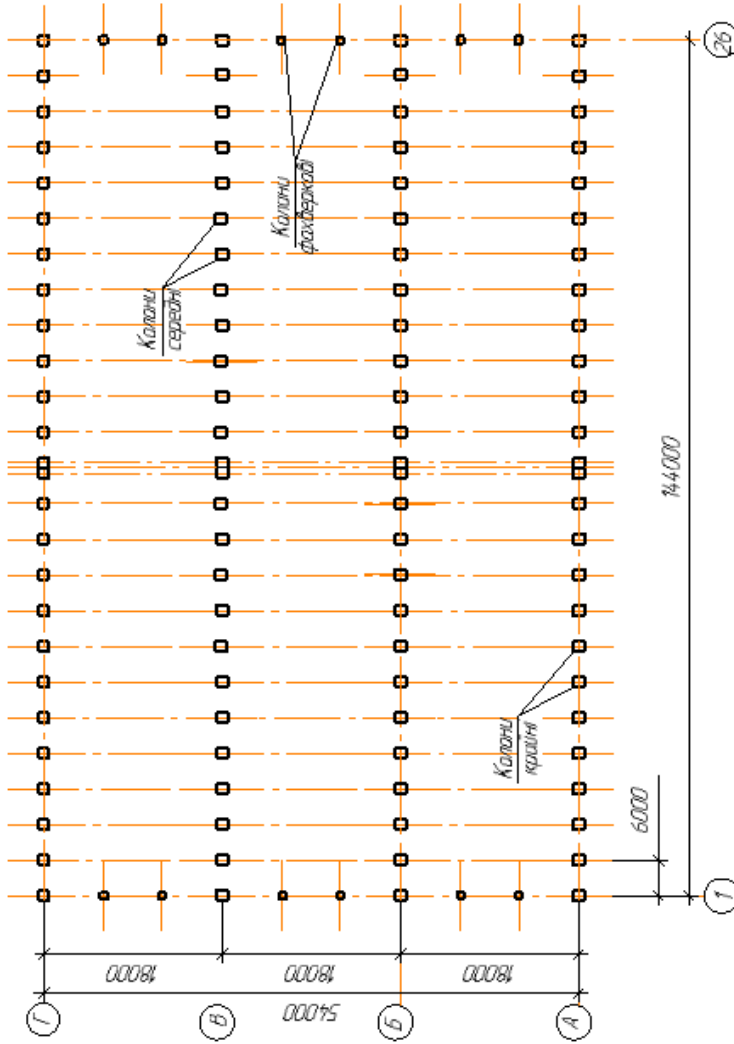 26
Колони
фахверкові
Колони
середні
144000
Колони
крайні
6000
1
18000
18000
18000
54000
Г
В
Б
А